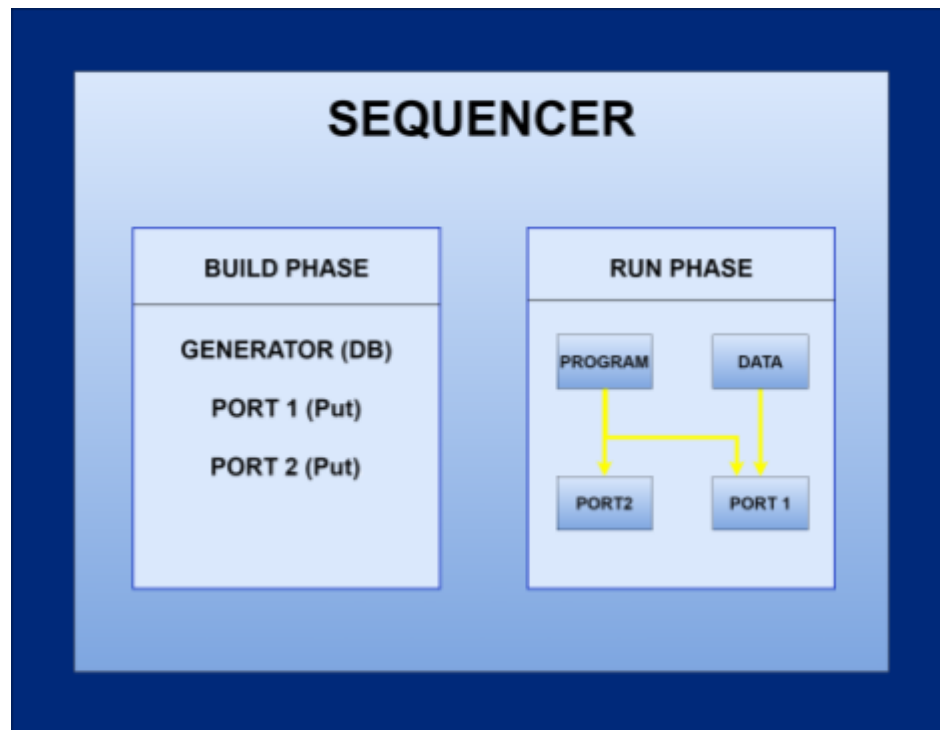 SEQUENCER
BUILD PHASE
GENERATOR (DB)
PORT 1 (Put)
PORT 2 (Put)
RUN PHASE
PROGRAM
DATA
PORT2
PORT 1